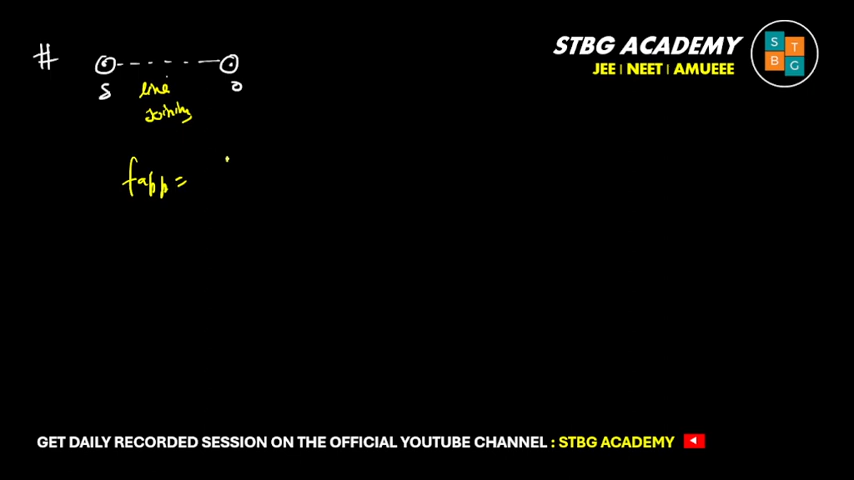 #
S
O
line
Joining
fapp =
STBG ACADEMY
JEE | NEET | AMUEEE
S T
B G
GET DAILY RECORDED SESSION ON THE OFFICIAL YOUTUBE CHANNEL : STBG ACADEMY